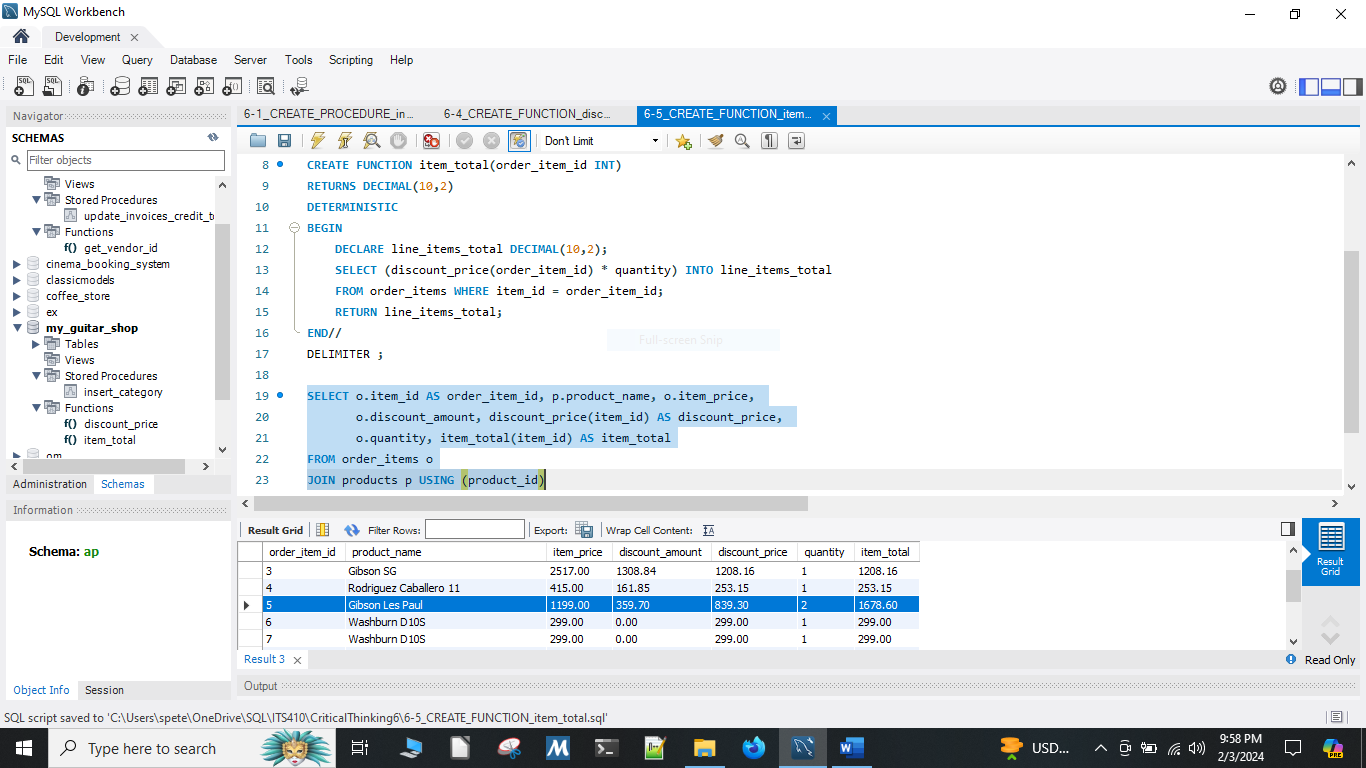 MySQL Workbench
Development
File Edit View Query Database Server Tools Scripting Help
Navigator
SCHEMAS
Filter objects
Views
Stored Procedures
update_invoices_credit_t
Functions
f() get_vendor_id
cinema_booking_system
classicmodels
coffee_store
ex
my_guitar_shop
Tables
Views
Stored Procedures
insert_category
Functions
f() discount_price
f() item_total
om
Administration Schemas
Information
Schema: ap
Object Info Session
6-1_CREATE_PROCEDURE_in... 6-4_CREATE_FUNCTION_disc... 6-5_CREATE_FUNCTION_item...
Don't Limit
8 CREATE FUNCTION item_total(order_item_id INT)
9 RETURNS DECIMAL(10,2)
10 DETERMINISTIC
11 BEGIN
12 DECLARE line_items_total DECIMAL(10,2);
13 SELECT (discount_price(order_item_id) * quantity) INTO line_items_total
14 FROM order_items WHERE item_id = order_item_id;
15 RETURN line_items_total;
16 END//
Full-screen Snip
17 DELIMITER ;
18
19 SELECT o.item_id AS order_item_id, p.product_name, o.item_price,
20 o.discount_amount, discount_price(item_id) AS discount_price,
21 o.quantity, item_total(item_id) AS item_total
22 FROM order_items o
23 JOIN products p USING (product_id)
Result Grid Filter Rows: Export: Wrap Cell Content:
order_item_id product_name item_price discount_amount discount_price quantity item_total
3 Gibson SG 2517.00 1308.84 1208.16 1 1208.16
4 Rodriguez Caballero 11 415.00 161.85 253.15 1 253.15
5 Gibson Les Paul 1199.00 359.70 839.30 2 1678.60
6 Washburn D10S 299.00 0.00 299.00 1 299.00
7 Washburn D10S 299.00 0.00 299.00 1 299.00
Result Grid
Result 3
Read Only
Output
SQL script saved to 'C:\Users\spete\OneDrive\SQL\ITS410\CriticalThinking6\6-5_CREATE_FUNCTION_item_total.sql'
Type here to search
USD...
9:58 PM
2/3/2024